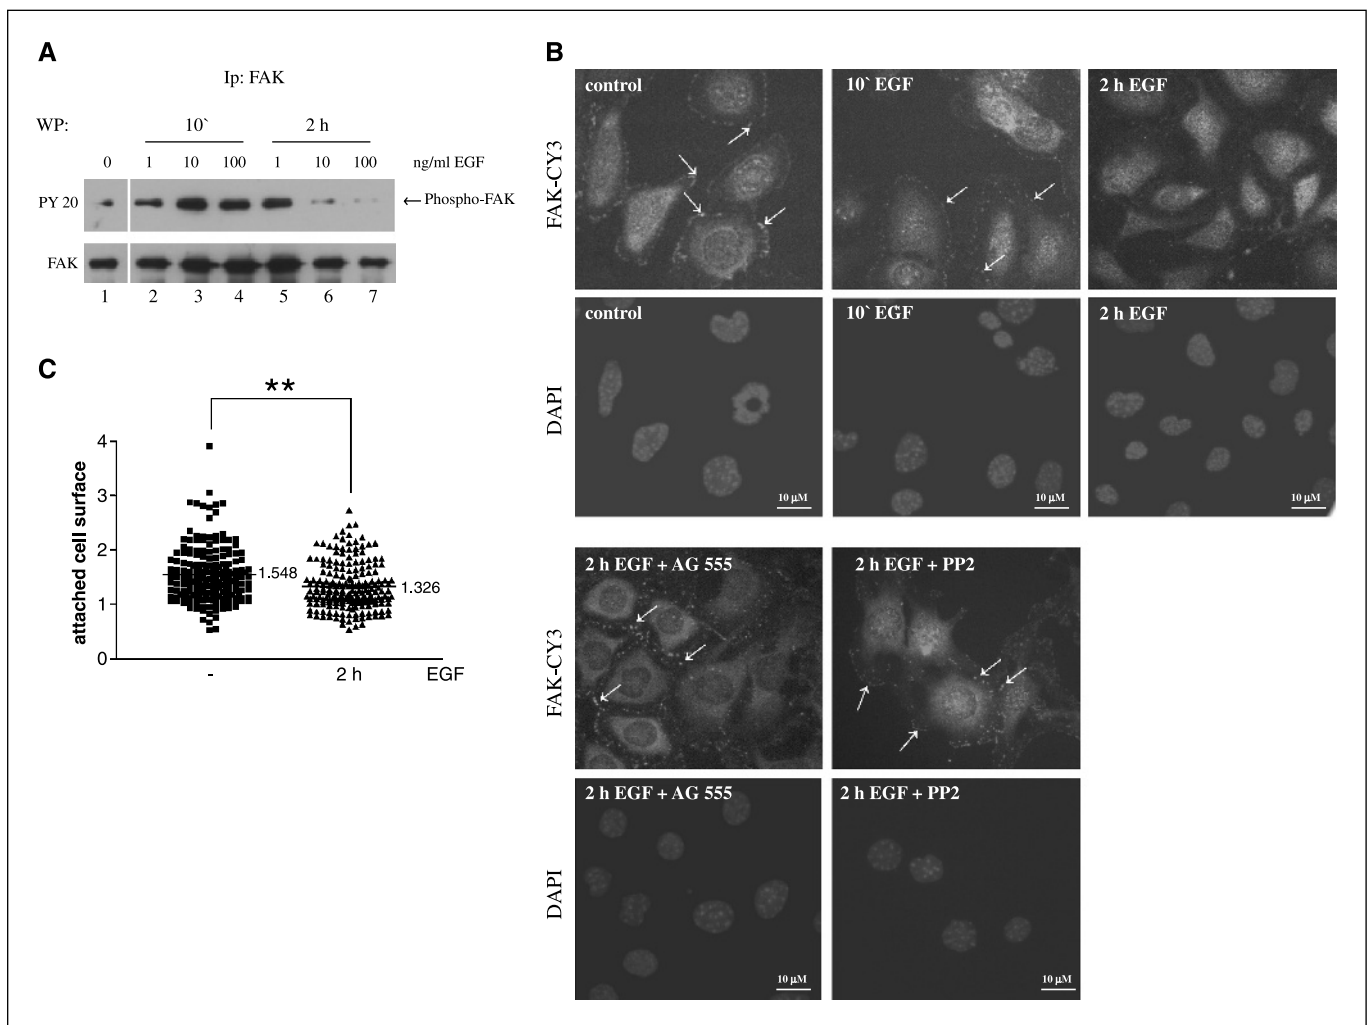 A
Ip: FAK
WP: 10` 2 h
0 1 10 100 1 10 100 ng/ml EGF
PY 20 ←Phospho-FAK
FAK
1 2 3 4 5 6 7
B
control 10` EGF 2 h EGF
FAK-CY3
control 10` EGF 2 h EGF
DAPI
10 µM 10 µM 10 µM
2 h EGF + AG 555 2 h EGF + PP2
FAK-CY3
2 h EGF + AG 555 2 h EGF + PP2
DAPI
10 µM 10 µM
C
**
attached cell surface
4
3
2
1
0
1.548
1.326
- 2 h EGF